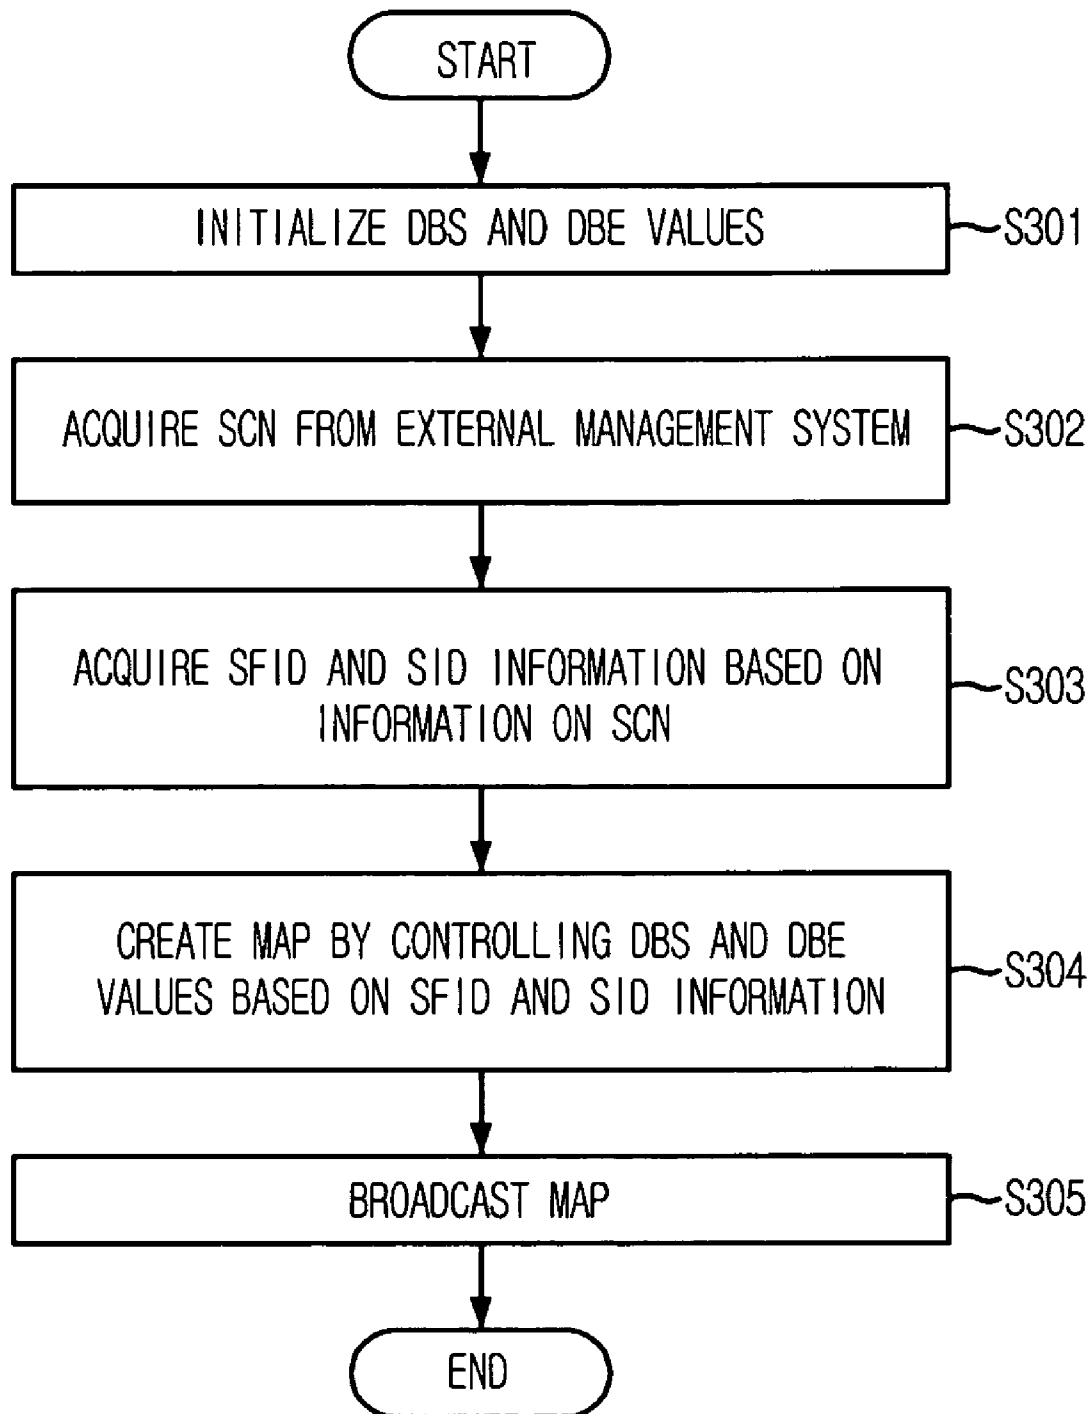 START
INITIALIZE DBS AND DBE VALUES
S301
ACQUIRE SCN FROM EXTERNAL MANAGEMENT SYSTEM
S302
ACQUIRE SFID AND SID INFORMATION BASED ON
INFORMATION ON SCN
S303
CREATE MAP BY CONTROLLING DBS AND DBE
VALUES BASED ON SFID AND SID INFORMATION
S304
BROADCAST MAP
S305
END